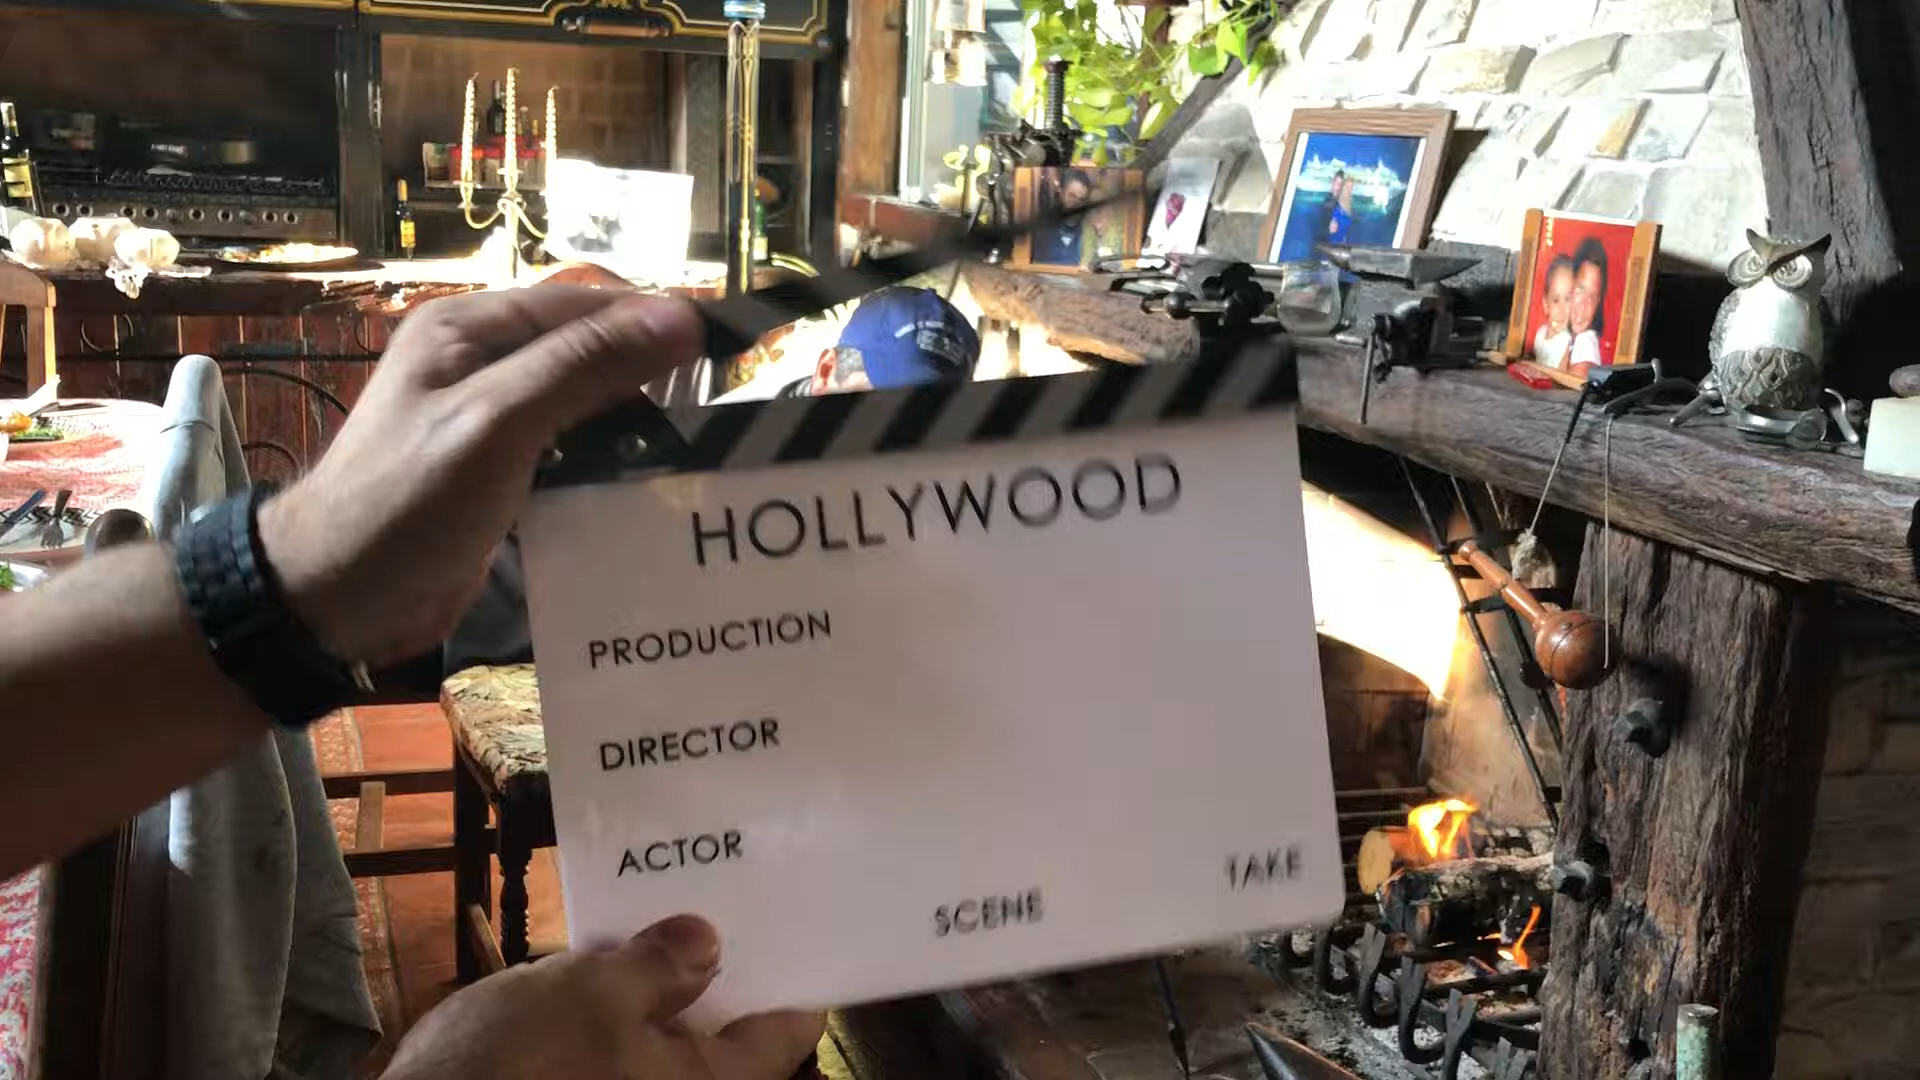 HOLLYWOOD
PRODUCTION
DIRECTOR
ACTOR
SCENE
TAKE